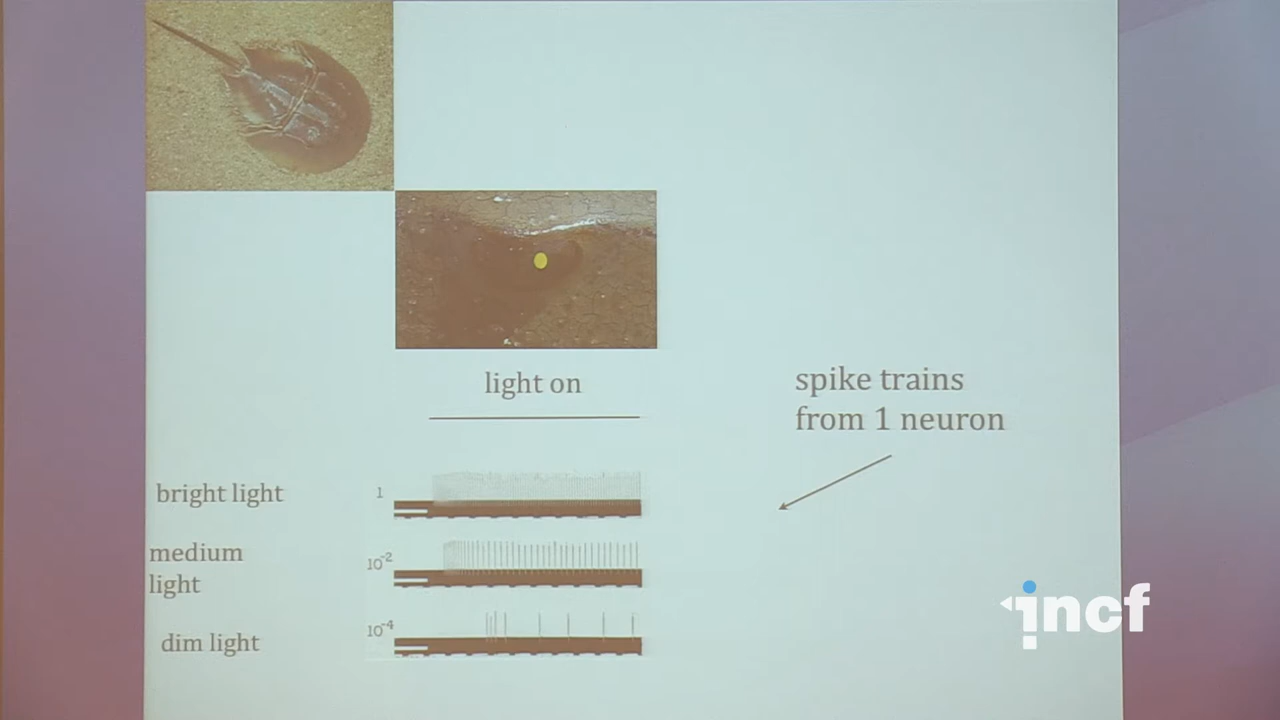 light on
spike trains
from 1 neuron
bright light
1
medium
light
10-2
dim light
10-4
incf